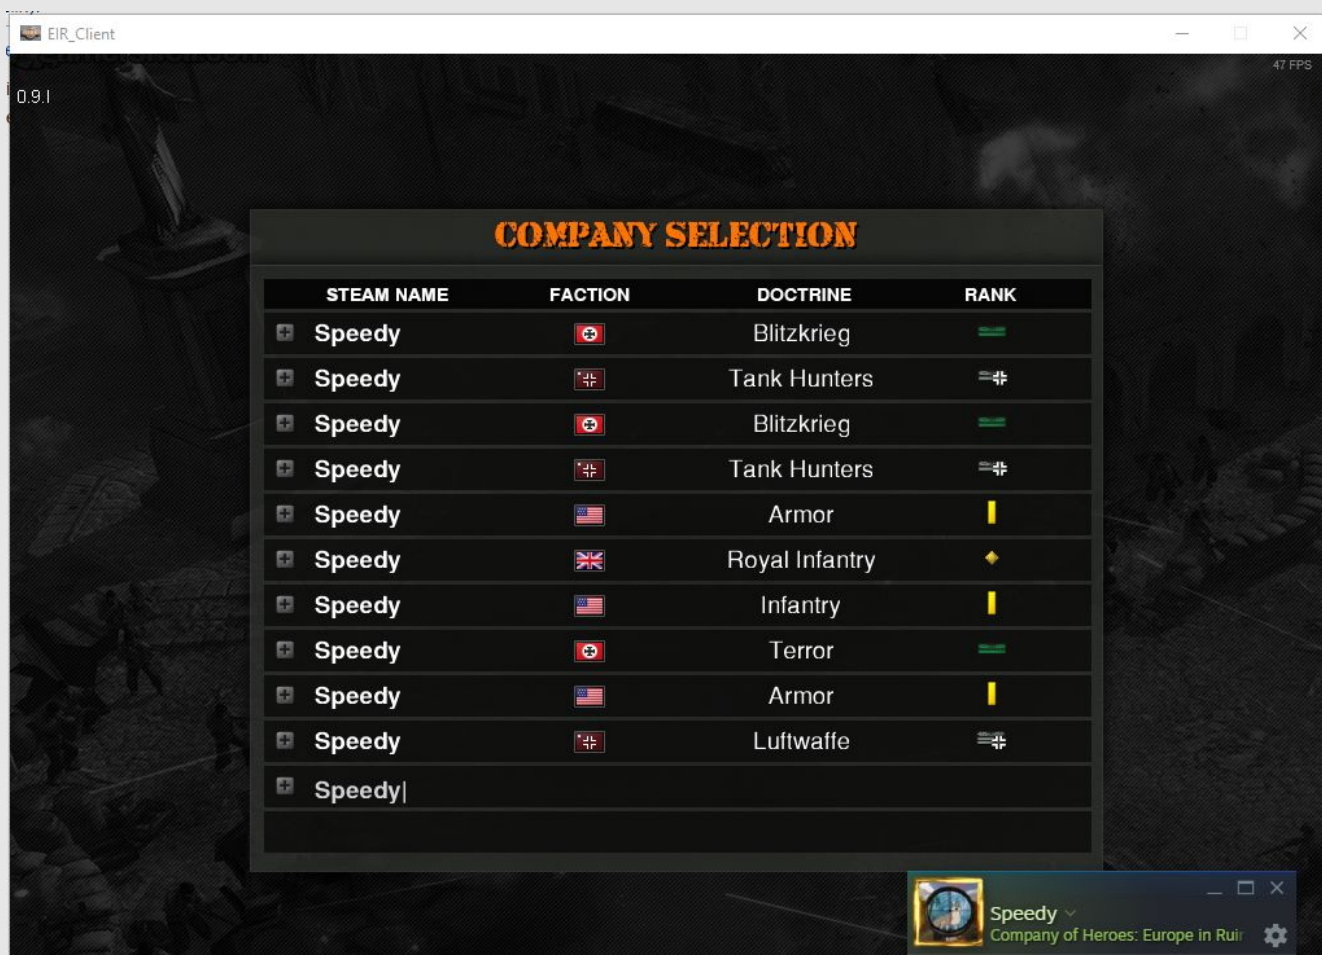 EIR_Client
47 FPS
0.9.I
COMPANY SELECTION
STEAM NAME FACTION DOCTRINE RANK
Speedy Blitzkrieg
Speedy Tank Hunters
Speedy Blitzkrieg
Speedy Tank Hunters
Speedy Armor
Speedy Royal Infantry
Speedy Infantry
Speedy Terror
Speedy Armor
Speedy Luftwaffe
Speedy
Speedy
Company of Heroes: Europe in Ruin